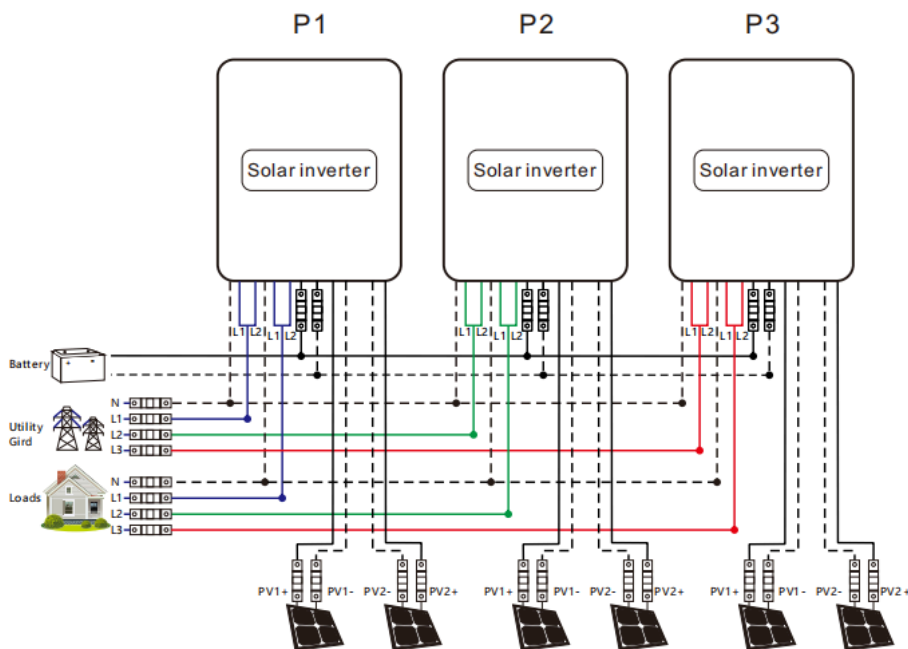 P1 P2 P3
Solar inverter Solar inverter Solar inverter
L1 L2 L1 L2 L1 L2 L1 L2 L1 L2 L1 L2
Battery
N
L1
Utility
Gird
L2
L3
N
Loads
L1
L2
L3
PV1+ PV1- PV2- PV2+ PV1+ PV1- PV2- PV2+ PV1+ PV1- PV2- PV2+